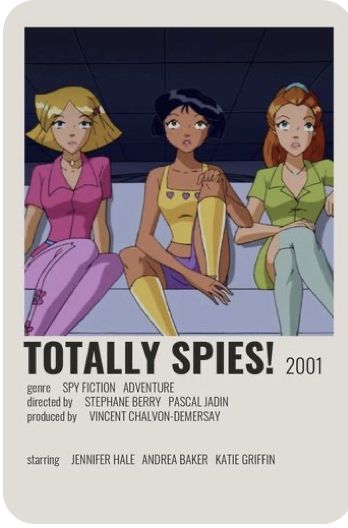 TOTALLY SPIES! 2001
genre SPY FICTION ADVENTURE
directed by STEPHANE BERRY PASCAL JADIN
produced by VINCENT CHALVON-DEMERSAY
starring JENNIFER HALE ANDREA BAKER KATIE GRIFFIN